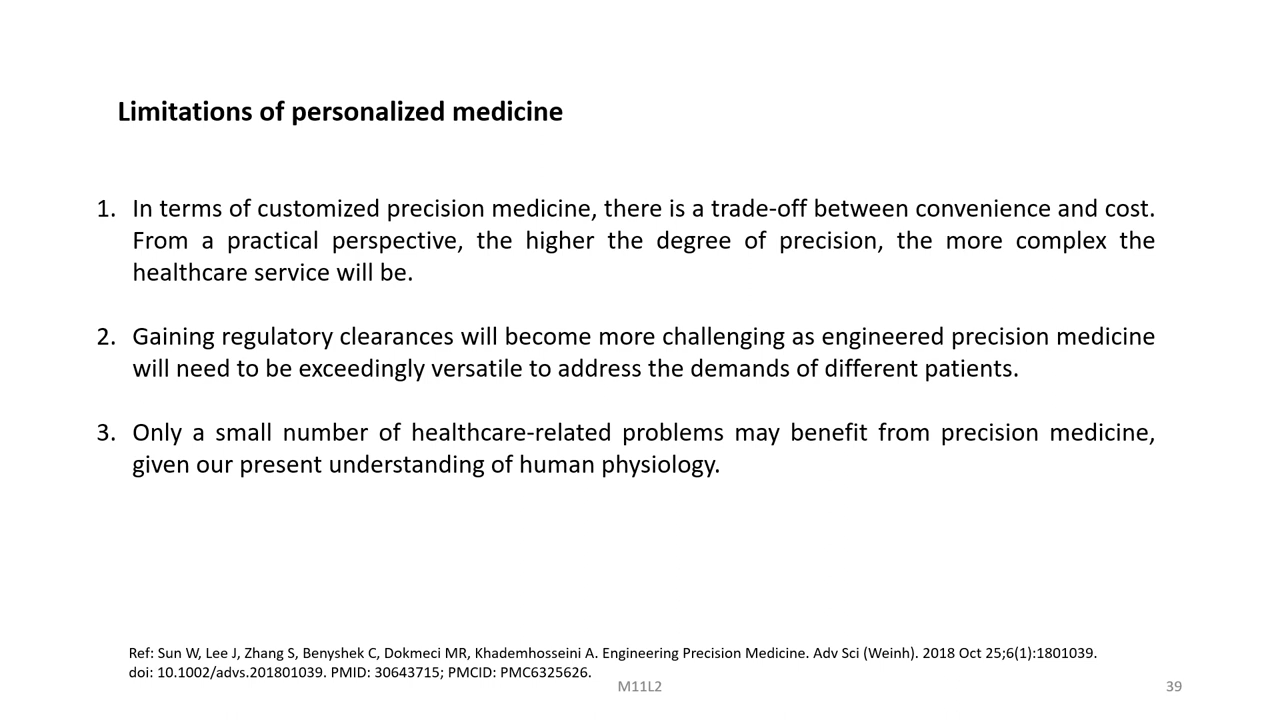 Limitations of personalized medicine
1. In terms of customized precision medicine, there is a trade-off between convenience and cost.
From a practical perspective, the higher the degree of precision, the more complex the
healthcare service will be.
2. Gaining regulatory clearances will become more challenging as engineered precision medicine
will need to be exceedingly versatile to address the demands of different patients.
3. Only a small number of healthcare-related problems may benefit from precision medicine,
given our present understanding of human physiology.
Ref: Sun W, Lee J, Zhang S, Benyshek C, Dokmeci MR, Khademhosseini A. Engineering Precision Medicine. Adv Sci (Weinh). 2018 Oct 25;6(1):1801039.
doi: 10.1002/advs.201801039. PMID: 30643715; PMCID: PMC6325626.
M11L2
39